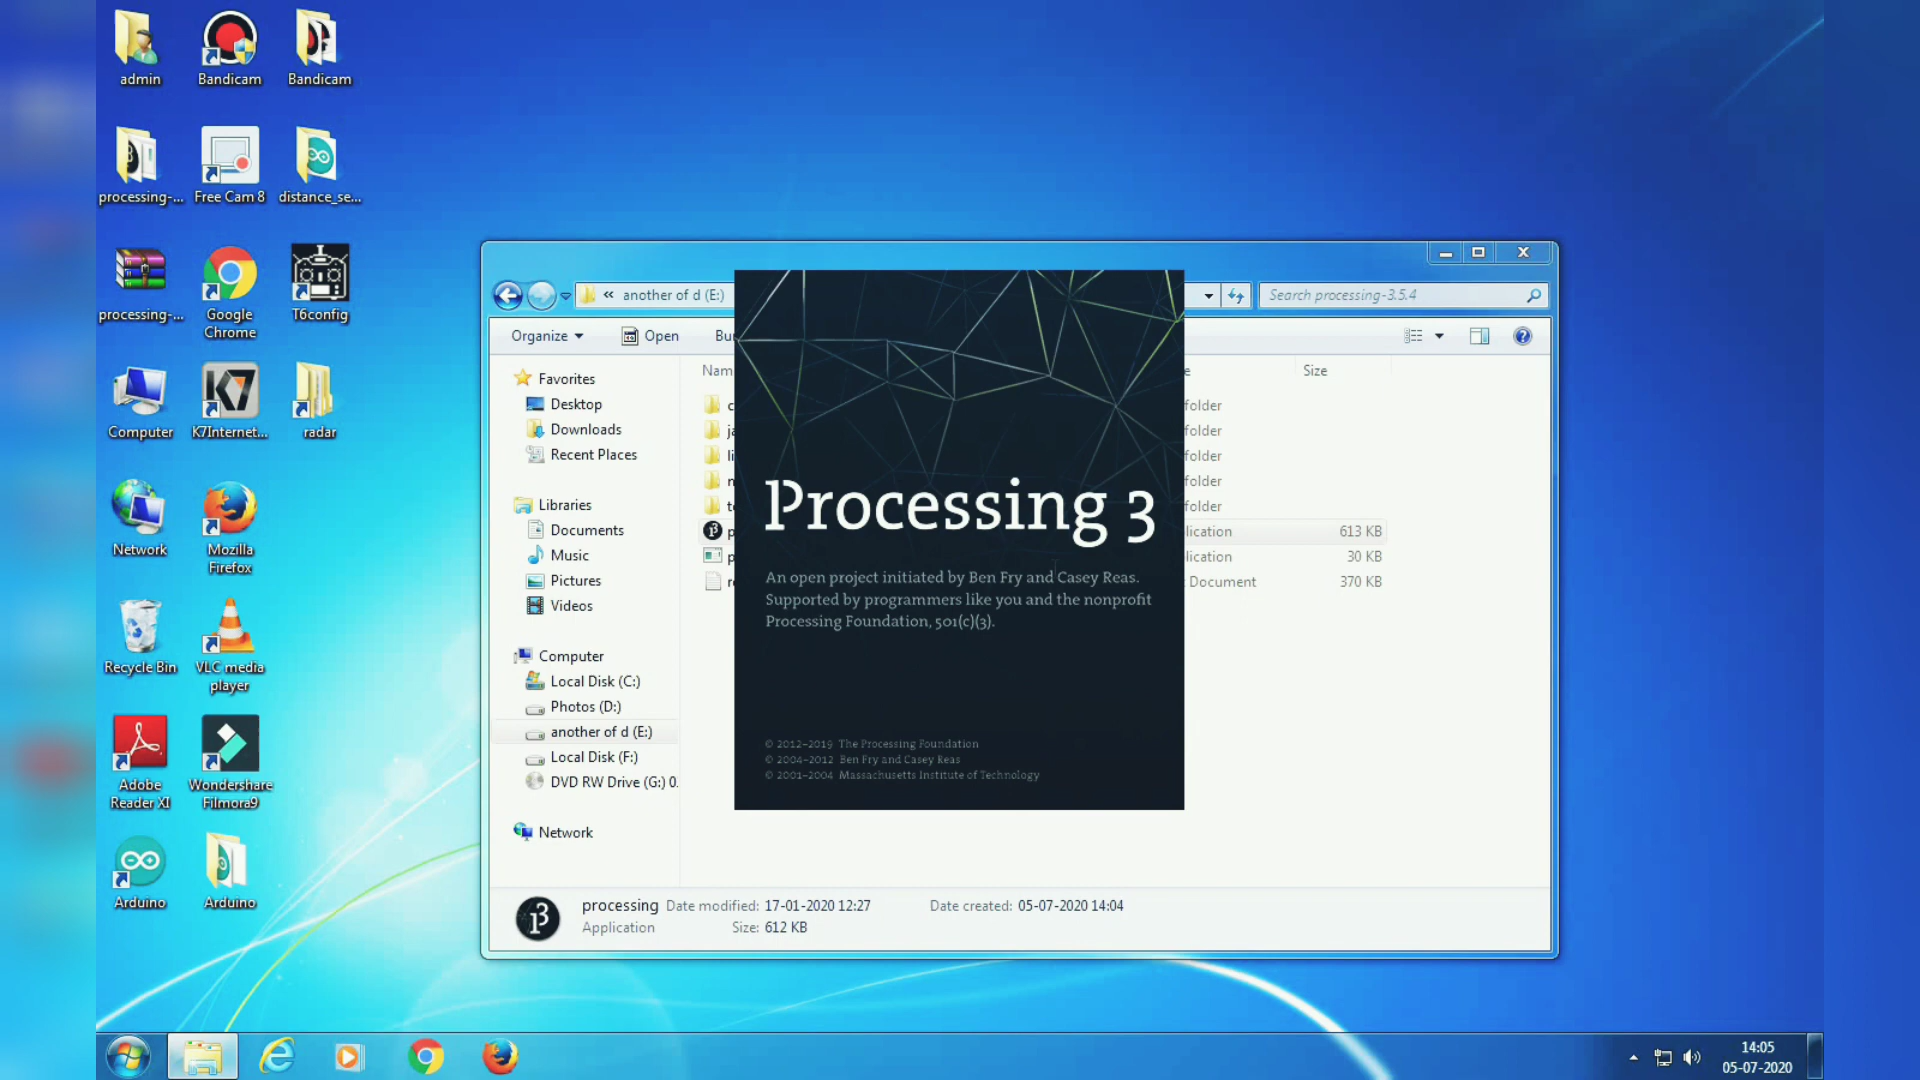 admin
Bandicam
Bandicam
processing-...
Free Cam 8
distance_se...
processing-...
Google
Chrome
T6config
Computer
K7Internet...
radar
Network
Mozilla
Firefox
Recycle Bin
VLC media
player
Adobe
Reader XI
Wondershare
Filmora9
Arduino
Arduino
« another of d (E:)
Search processing-3.5.4
Organize
Open
Size
Favorites
Desktop
Downloads
Recent Places
Libraries
Documents
Music
Pictures
Videos
Computer
Local Disk (C:)
Photos (D:)
another of d (E:)
Local Disk (F:)
DVD RW Drive (G:) 0.
Network
folder
folder
folder
folder
folder
lication 613 KB
lication 30 KB
Document 370 KB
Processing 3
An open project initiated by Ben Fry and Casey Reas.
Supported by programmers like you and the nonprofit
Processing Foundation, 501(c)(3).
© 2012–2019 The Processing Foundation
© 2004–2012 Ben Fry and Casey Reas
© 2001–2004 Massachusetts Institute of Technology
processing Date modified: 17-01-2020 12:27 Date created: 05-07-2020 14:04
Application Size: 612 KB
14:05
05-07-2020